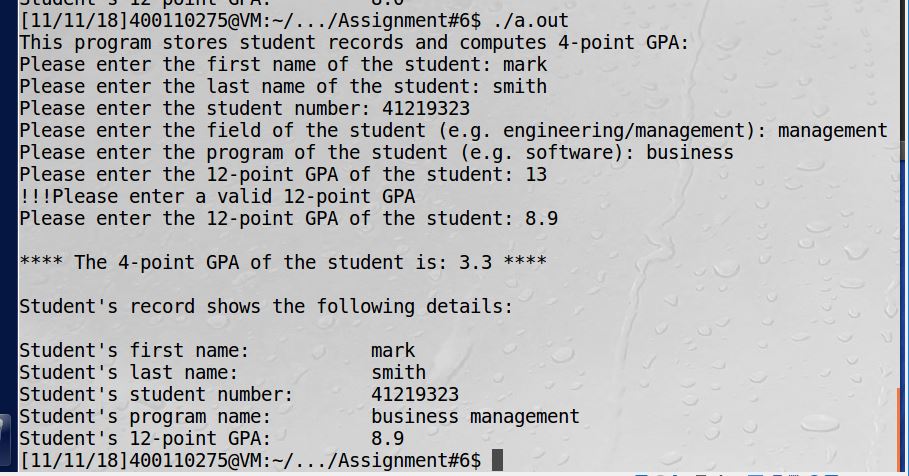 Student's 12-point GPA: 8.0
[11/11/18]400110275@VM:~/.../Assignment#6$ ./a.out
This program stores student records and computes 4-point GPA:
Please enter the first name of the student: mark
Please enter the last name of the student: smith
Please enter the student number: 41219323
Please enter the field of the student (e.g. engineering/management): management
Please enter the program of the student (e.g. software): business
Please enter the 12-point GPA of the student: 13
!!!Please enter a valid 12-point GPA
Please enter the 12-point GPA of the student: 8.9
**** The 4-point GPA of the student is: 3.3 ****
Student's record shows the following details:
Student's first name: mark
Student's last name: smith
Student's student number: 41219323
Student's program name: business management
Student's 12-point GPA: 8.9
[11/11/18]400110275@VM:~/.../Assignment#6$